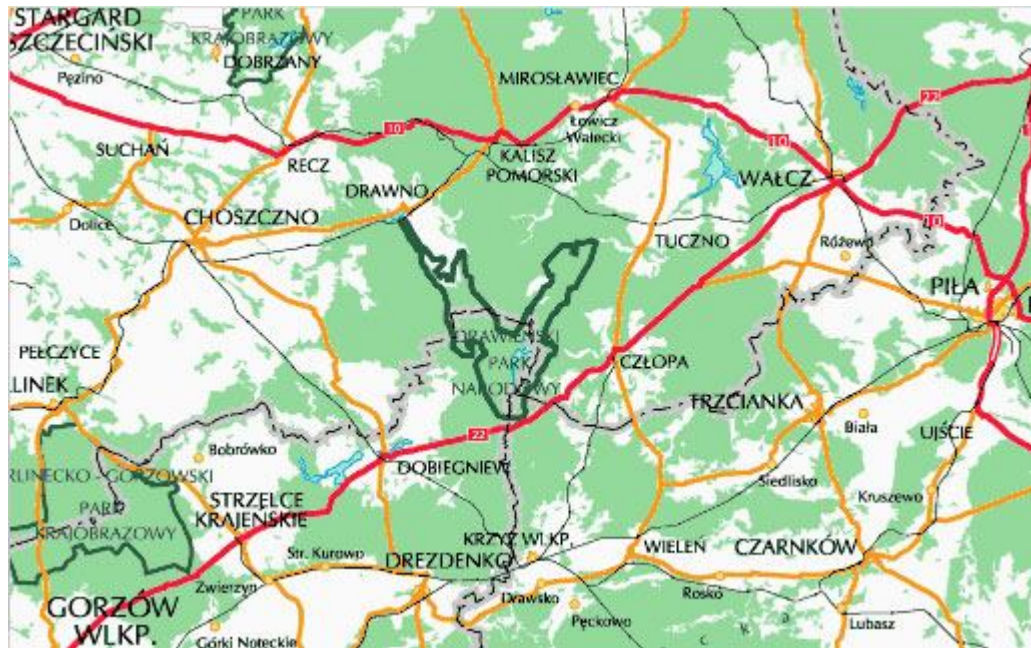 STARGARD
SZCZECIŃSKI
Pęzino
PARK
KRAJOBRAZOWY
DOBRZANY
MIROSŁAWIEC
22
10
Łowicz
Wałecki
10
SUCHAŃ
RECZ
KALISZ
POMORSKI
WAŁCZ
DRAWNO
CHOSZCZNO
Dolice
10
TUCZNO
Różewo
PIŁA
DRAWIEŃSKI
PARK
NARODOWY
PEŁCZYCE
CZŁOPA
LINEK
TRZCIANKA
Biała
UJŚCIE
22
Bobrówko
DOBIEGNIEW
RLINECKO - GORZOWSKI
PARK
KRAJOBRAZOWY
STRZELCE
KRAJEŃSKIE
Siedlisko
Kruszewo
Str. Kurowo
DREZDENKO
KRZYŻ WLKP.
WIELEŃ
CZARNKÓW
Zwierzyn
Drawsko
Rosko
GORZÓW
WLKP.
Górki Noteckie
Pęckowo
Lubasz